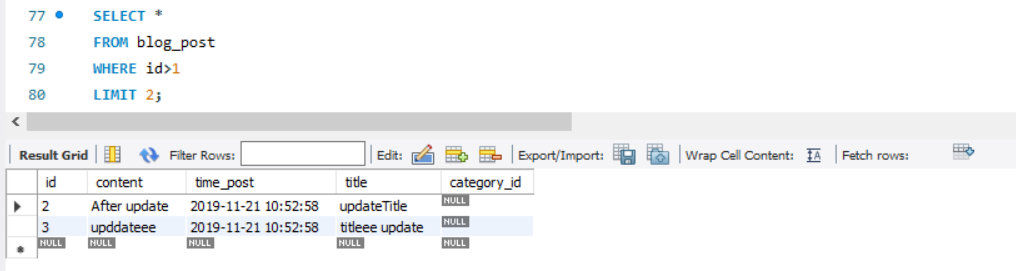 77 SELECT *
78 FROM blog_post
79 WHERE id>1
80 LIMIT 2;
Result Grid Filter Rows: Edit: Export/Import: Wrap Cell Content: IA Fetch rows:
id content time_post title category_id
2 After update 2019-11-21 10:52:58 updateTitle NULL
3 upddateee 2019-11-21 10:52:58 titleee update NULL
NULL NULL NULL NULL NULL